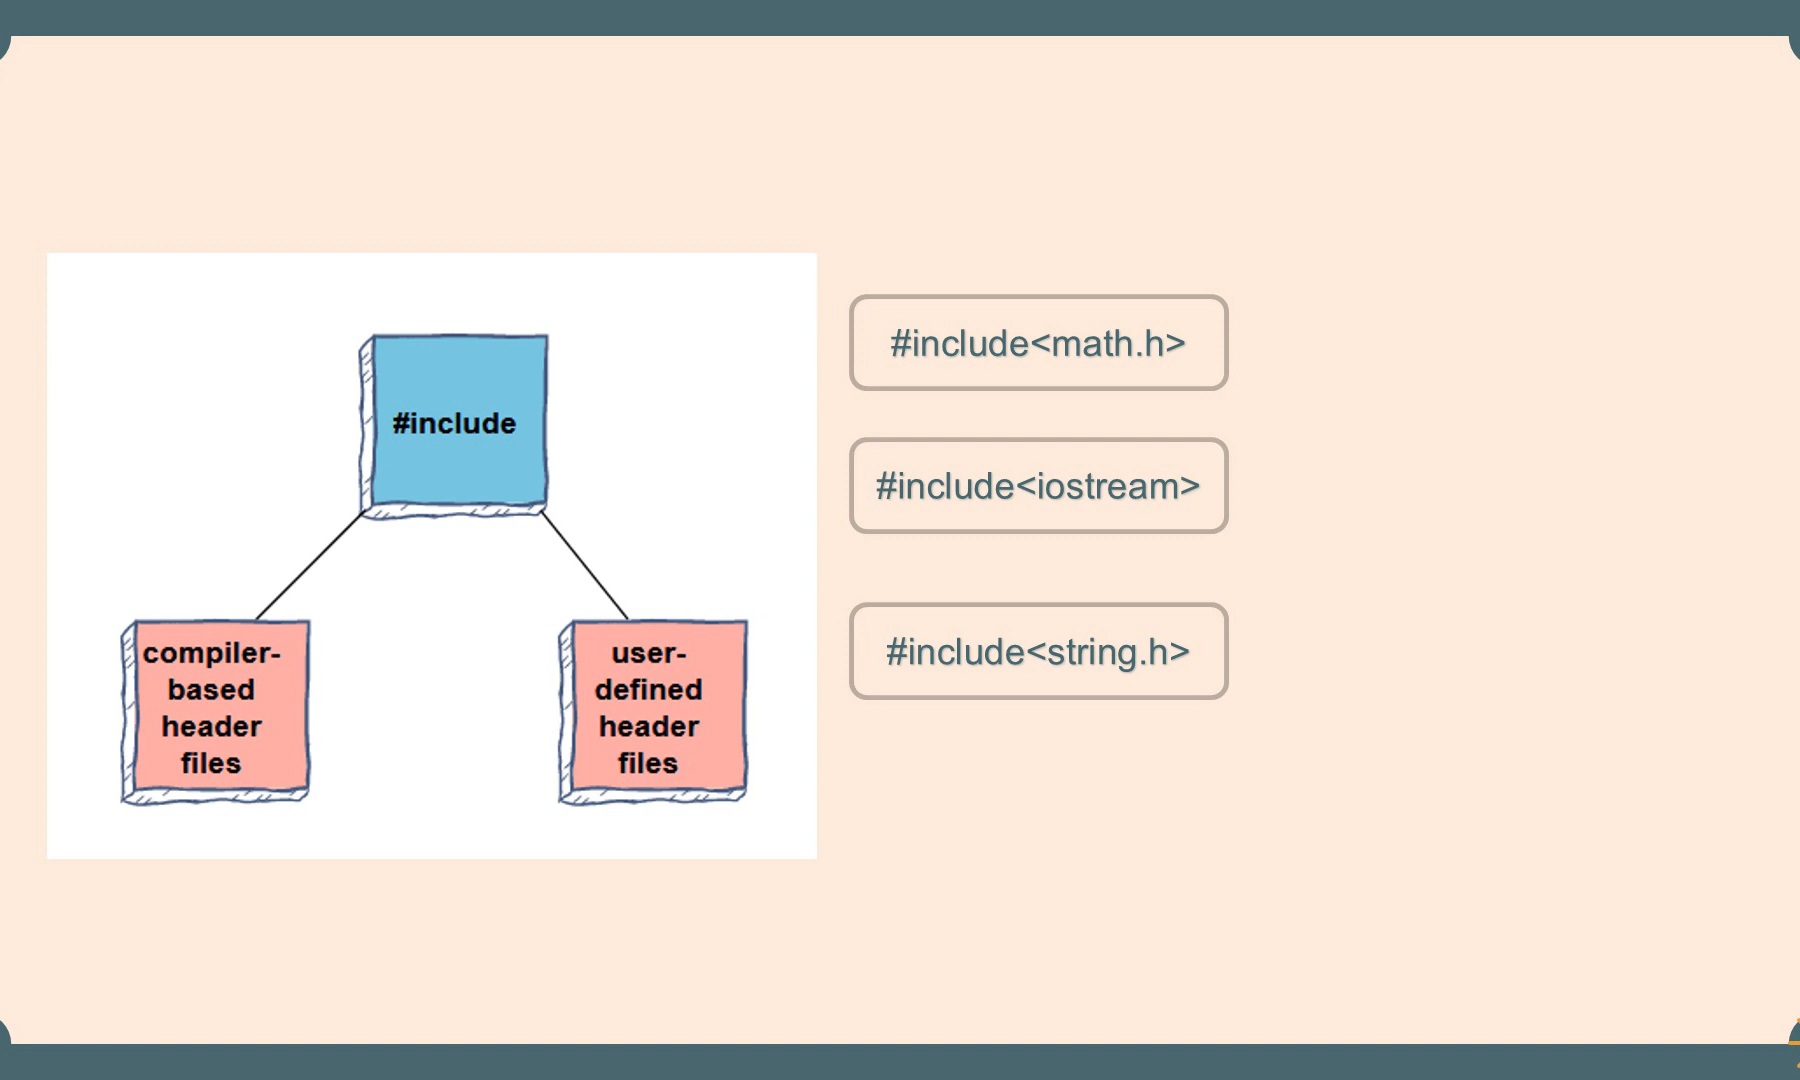 #include
compiler-
based
header
files
user-
defined
header
files
#include<math.h>
#include<iostream>
#include<string.h>